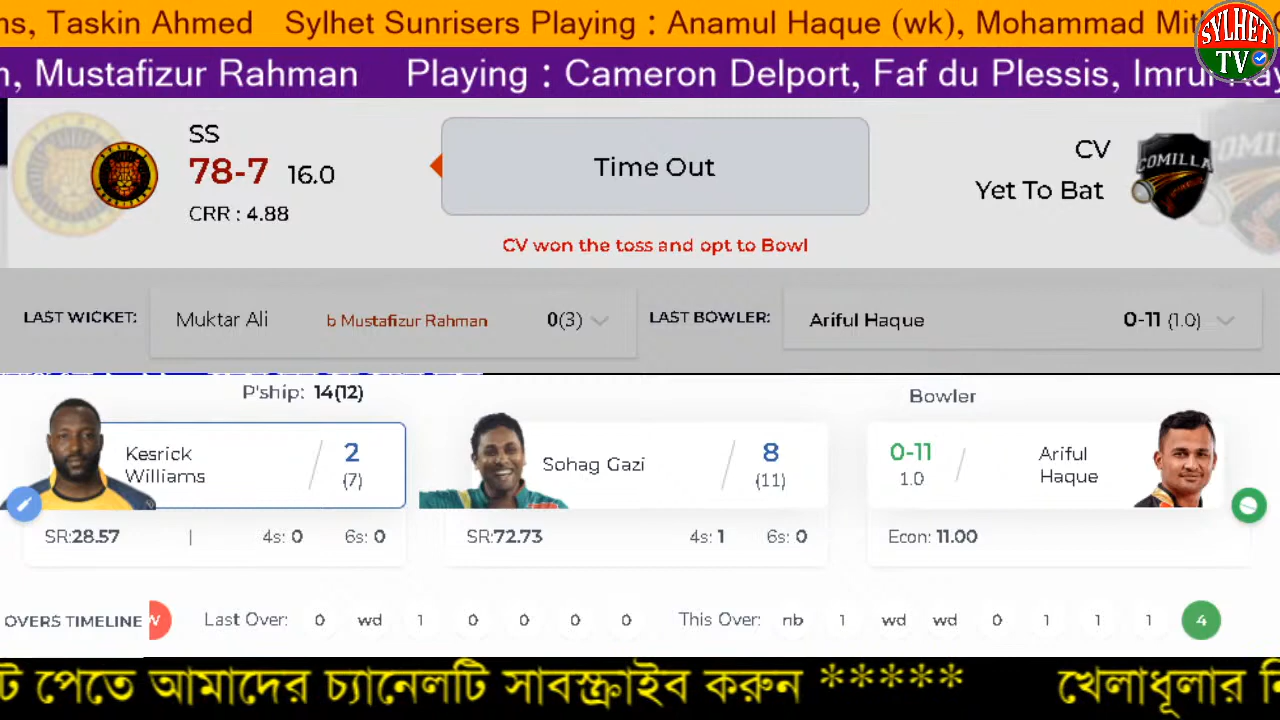 ns, Taskin Ahmed Sylhet Sunrisers Playing : Anamul Haque (wk), Mohammad Mit
SYLHET
TV
n, Mustafizur Rahman Playing : Cameron Delport, Faf du Plessis, Imrul Kay
SS
78-7 16.0
CRR : 4.88
Time Out
CV won the toss and opt to Bowl
CV
Yet To Bat
COMILLA
LAST WICKET: Muktar Ali b Mustafizur Rahman 0(3) LAST BOWLER: Ariful Haque 0-11 (1.0)
P'ship: 14(12)
Bowler
Kesrick Williams / 2 (7)
Sohag Gazi / 8 (11)
0-11 1.0 / Ariful Haque
SR:28.57 | 4s: 0 6s: 0
SR:72.73 4s: 1 6s: 0
Econ: 11.00
OVERS TIMELINE W Last Over: 0 wd 1 0 0 0 0 This Over: nb 1 wd wd 0 1 1 1 4
ট পেতে আমাদের চ্যানেলটি সাবস্ক্রাইব করুন ***** খেলাধূলার নি